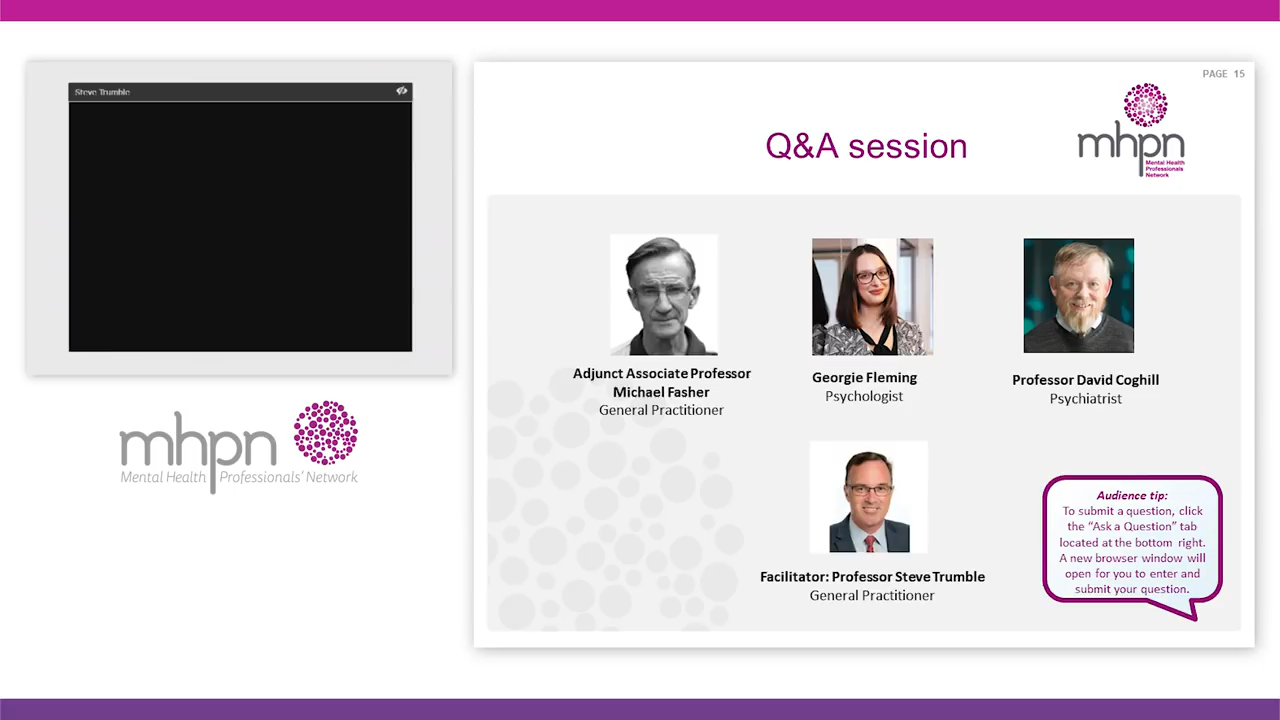 Steve Trumble
mhpn
Mental Health Professionals' Network
PAGE 15
Q&A session
mhpn
Mental Health
Professionals
Network
Adjunct Associate Professor
Michael Fasher
General Practitioner
Georgie Fleming
Psychologist
Professor David Coghill
Psychiatrist
Facilitator: Professor Steve Trumble
General Practitioner
Audience tip:
To submit a question, click
the “Ask a Question” tab
located at the bottom right.
A new browser window will
open for you to enter and
submit your question.